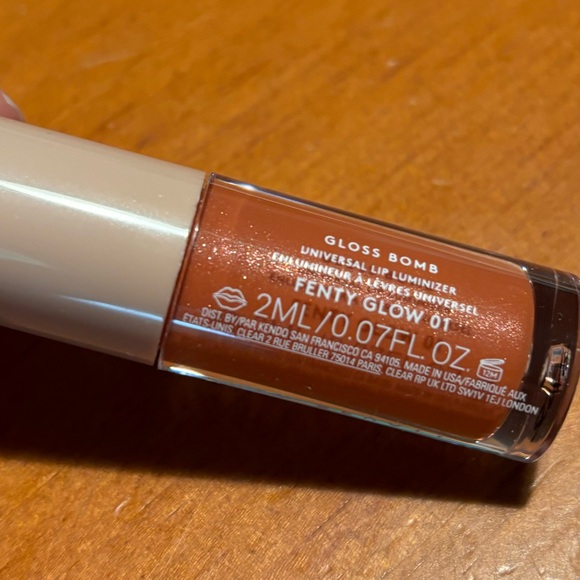 GLOSS BOMB
UNIVERSAL LIP LUMINIZER
ENLUMINEUR À LÈVRES UNIVERSEL
FENTY GLOW 01
2ML/0.07FL.OZ. 12M
DIST. BY/PAR KENDO SAN FRANCISCO CA 94105. MADE IN USA/FABRIQUÉ AUX
ÉTATS-UNIS. CLEAR 2 RUE BRULLER 75014 PARIS. CLEAR RP UK LTD SW1V 1EJ LONDON